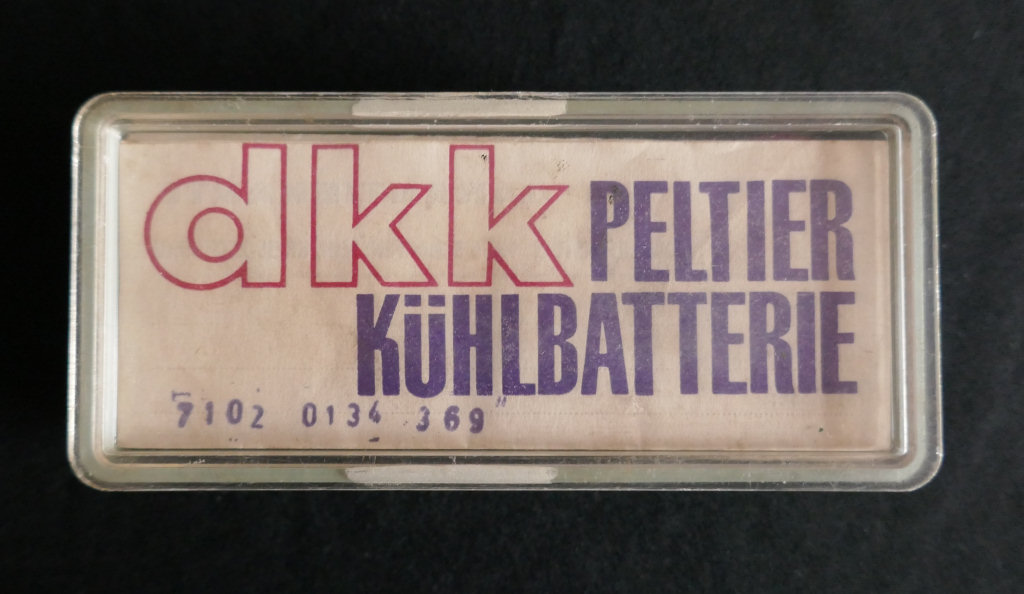 dkk PELTIER
KÜHLBATTERIE
7102 0134 369